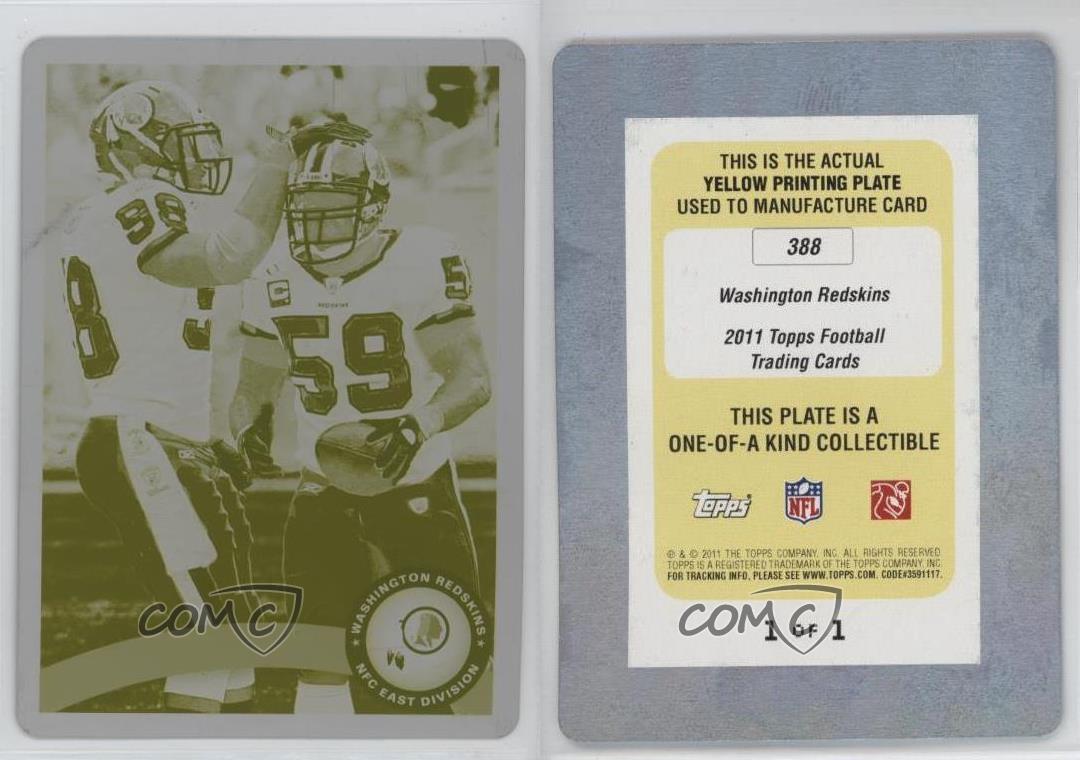 98
98
C
REDSKINS
59
59
WASHINGTON REDSKINS
NFC EAST DIVISION
COMC
THIS IS THE ACTUAL
YELLOW PRINTING PLATE
USED TO MANUFACTURE CARD
388
Washington Redskins
2011 Topps Football
Trading Cards
THIS PLATE IS A
ONE-OF-A KIND COLLECTIBLE
Topps
NFL
℗ & © 2011 THE TOPPS COMPANY, INC. ALL RIGHTS RESERVED.
TOPPS IS A REGISTERED TRADEMARK OF THE TOPPS COMPANY, INC.
FOR TRACKING INFO, PLEASE SEE WWW.TOPPS.COM. CODE#3591117.
COMC
1 OF 1